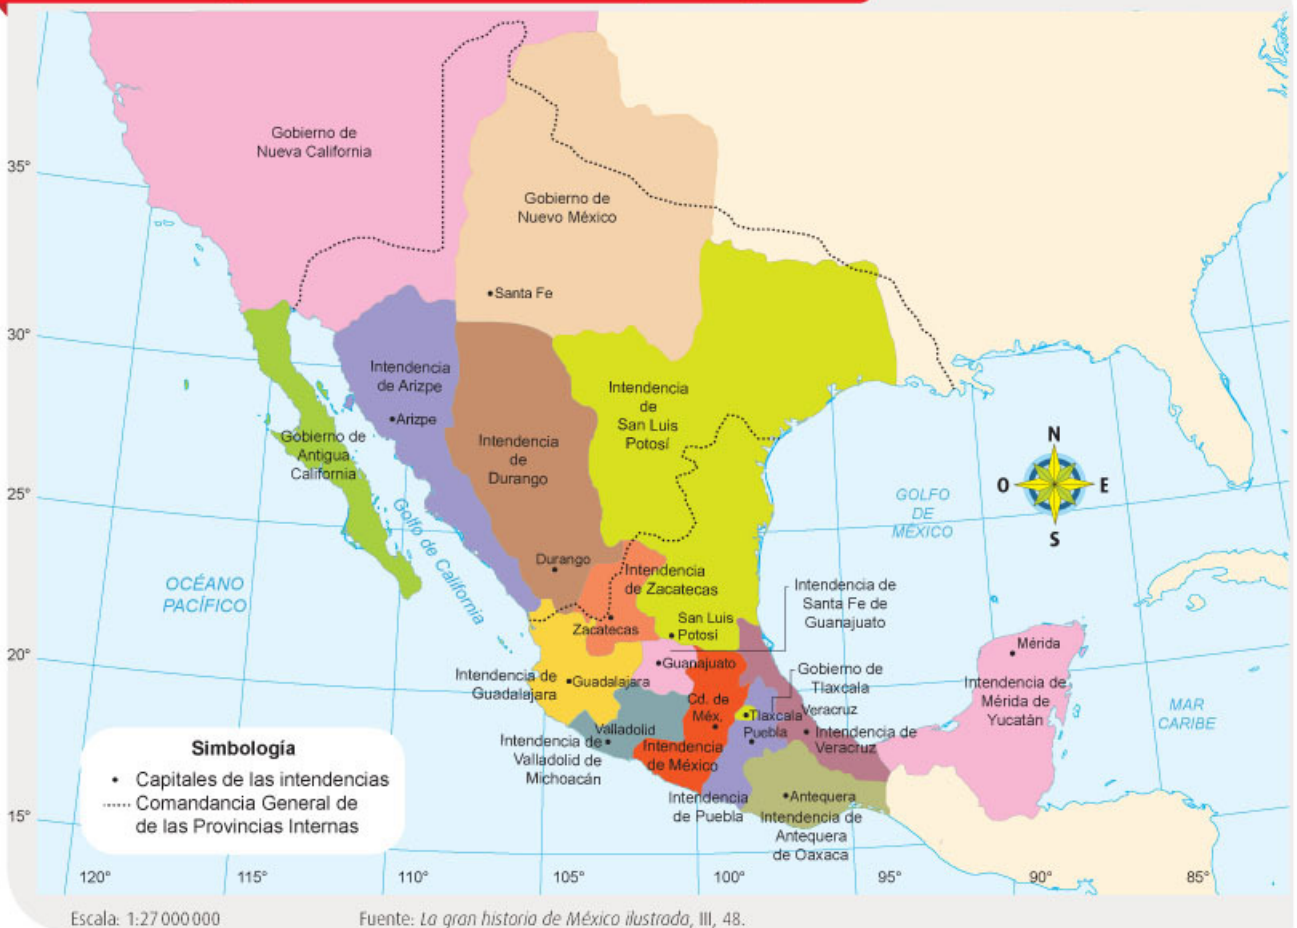 Gobierno de
Nueva California
35°
Gobierno de
Nuevo México
Santa Fe
30°
Intendencia
de Arizpe
Arizpe
Intendencia
de
San Luis
Potosí
Gobierno de
Antigua
California
Intendencia
de
Durango
N
O
E
S
25°
GOLFO
DE
MÉXICO
Golfo de California
Durango
Intendencia
de Zacatecas
OCÉANO
PACÍFICO
Intendencia de
Santa Fe de
Guanajuato
San Luis
Potosí
Zacatecas
Mérida
20°
Guanajuato
Intendencia de
Guadalajara
Guadalajara
Gobierno de
Tlaxcala
Intendencia de
Mérida de
Yucatán
Cd. de
Méx.
Tlaxcala
Veracruz
MAR
CARIBE
Valladolid
Puebla
Intendencia de
Veracruz
Intendencia de
Valladolid de
Michoacán
Intendencia
de México
Simbología
Capitales de las intendencias
Comandancia General de
de las Provincias Internas
Intendencia
de Puebla
Antequera
Intendencia de
Antequera
de Oaxaca
15°
120°
115°
110°
105°
100°
95°
90°
85°
Escala: 1:27 000 000
Fuente: La gran historia de México ilustrada, III, 48.